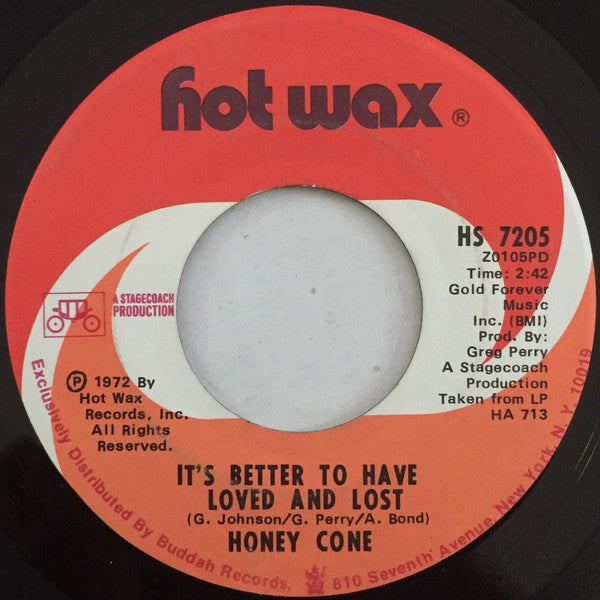 hot wax ®
HS 7205
Z0105PD
Time: 2:42
Gold Forever
Music
Inc. (BMI)
Prod. By:
Greg Perry
A Stagecoach
Production
Taken from LP
HA 713
A STAGECOACH
PRODUCTION
℗ 1972 By
Hot Wax
Records, Inc.
All Rights
Reserved.
IT'S BETTER TO HAVE
LOVED AND LOST
(G. Johnson/G. Perry/A. Bond)
HONEY CONE
Exclusively Distributed By Buddah Records, 810 Seventh Avenue, New York, N. Y. 10019